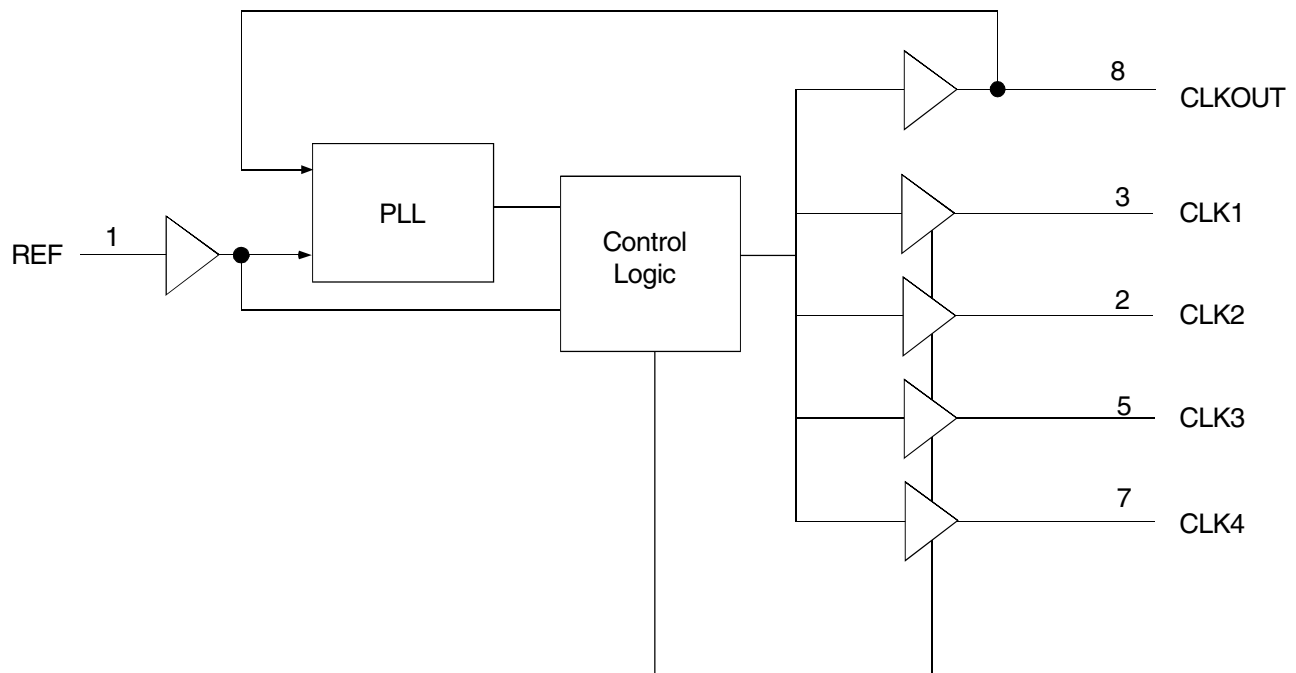 8
CLKOUT
PLL
3
CLK1
REF
1
Control
Logic
2
CLK2
5
CLK3
7
CLK4